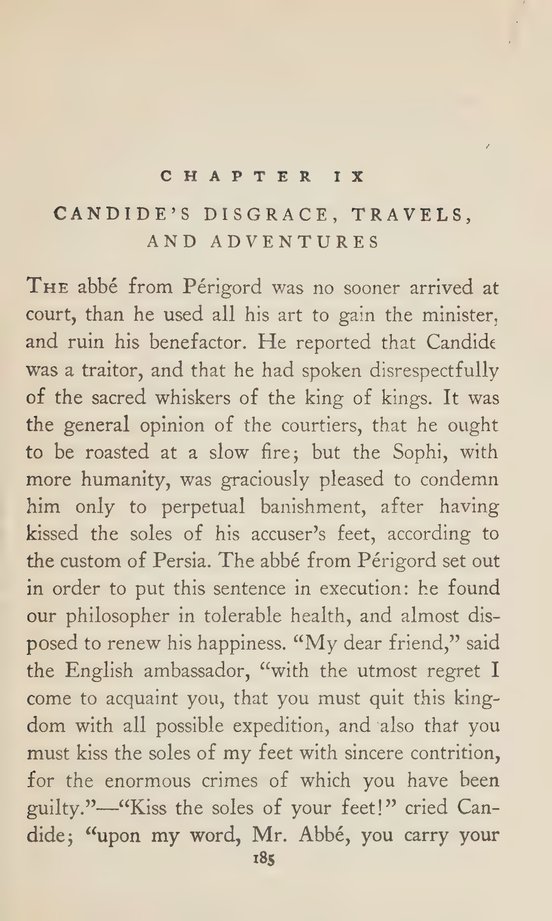 CHAPTER IX
CANDIDE'S DISGRACE, TRAVELS,
AND ADVENTURES
THE abbé from Périgord was no sooner arrived at
court, than he used all his art to gain the minister,
and ruin his benefactor. He reported that Candide
was a traitor, and that he had spoken disrespectfully
of the sacred whiskers of the king of kings. It was
the general opinion of the courtiers, that he ought
to be roasted at a slow fire; but the Sophi, with
more humanity, was graciously pleased to condemn
him only to perpetual banishment, after having
kissed the soles of his accuser's feet, according to
the custom of Persia. The abbé from Périgord set out
in order to put this sentence in execution: he found
our philosopher in tolerable health, and almost dis-
posed to renew his happiness. “My dear friend,” said
the English ambassador, “with the utmost regret I
come to acquaint you, that you must quit this king-
dom with all possible expedition, and also that you
must kiss the soles of my feet with sincere contrition,
for the enormous crimes of which you have been
guilty.”—“Kiss the soles of your feet!” cried Can-
dide; “upon my word, Mr. Abbé, you carry your
185